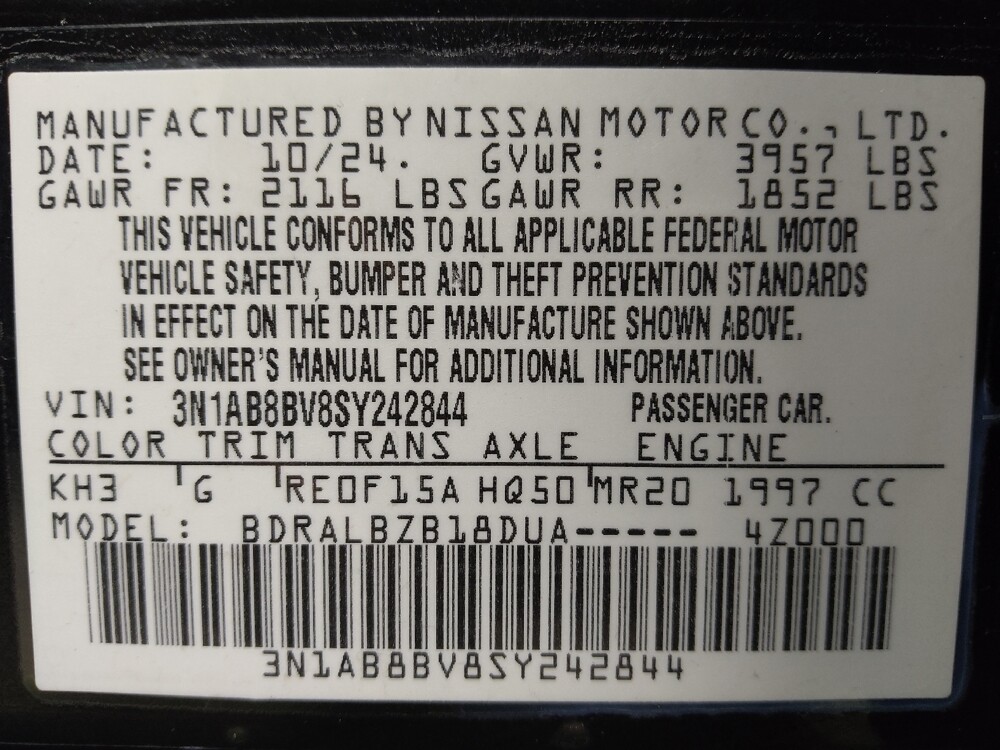 MANUFACTURED BY NISSAN MOTOR CO., LTD.
DATE: 10/24. GVWR: 3957 LBS
GAWR FR: 2116 LBS GAWR RR: 1852 LBS
THIS VEHICLE CONFORMS TO ALL APPLICABLE FEDERAL MOTOR
VEHICLE SAFETY, BUMPER AND THEFT PREVENTION STANDARDS
IN EFFECT ON THE DATE OF MANUFACTURE SHOWN ABOVE.
SEE OWNER'S MANUAL FOR ADDITIONAL INFORMATION.
VIN: 3N1AB8BV8SY242844 PASSENGER CAR.
COLOR TRIM TRANS AXLE ENGINE
KH3 G RE0F15A HQ50 MR20 1997 CC
MODEL: BDRALBZB18DUA----- 4Z000
3N1AB8BV8SY242844